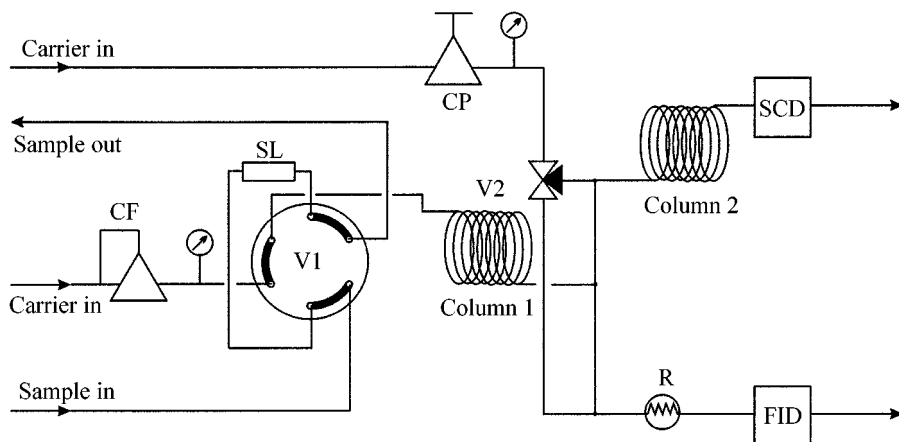 Carrier in
CP
SCD
Sample out
SL
V2
Column 2
CF
V1
Carrier in
Column 1
Sample in
R
FID